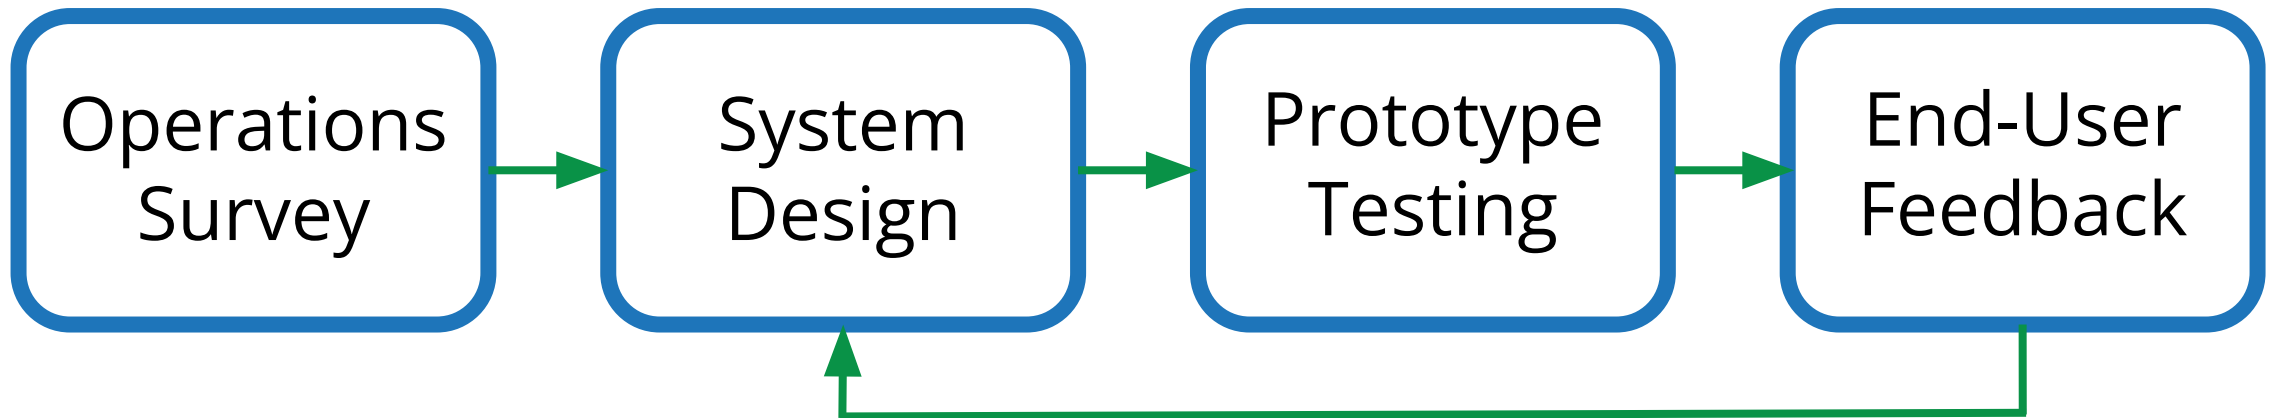 Operations
Survey
System
Design
Prototype
Testing
End-User
Feedback